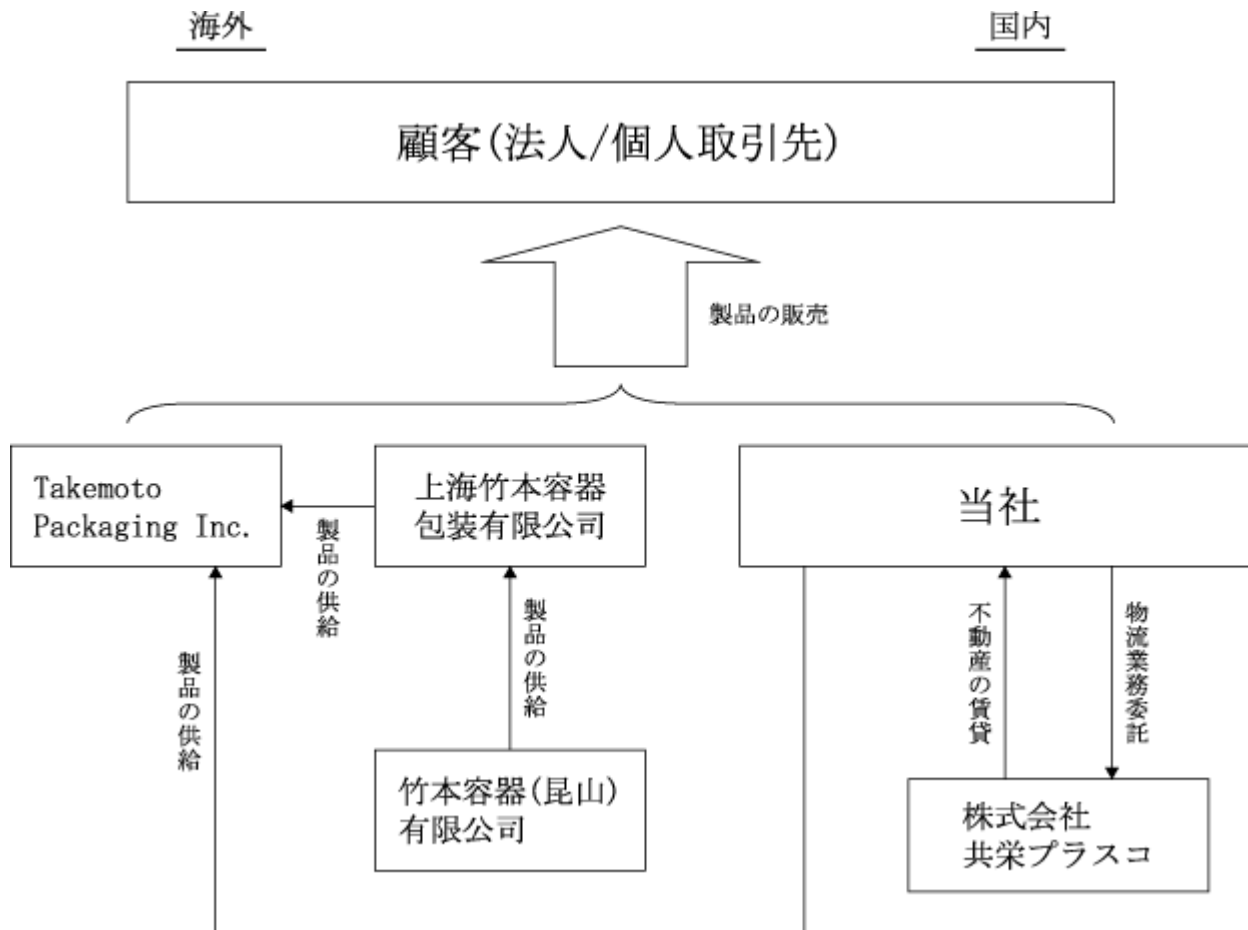 海外
国内
顧客(法人/個人取引先)
製品の販売
Takemoto
Packaging Inc.
製品の供給
上海竹本容器
包装有限公司
当社
製品の供給
製品の供給
不動産の賃貸
物流業務委託
竹本容器(昆山)
有限公司
株式会社
共栄プラスコ